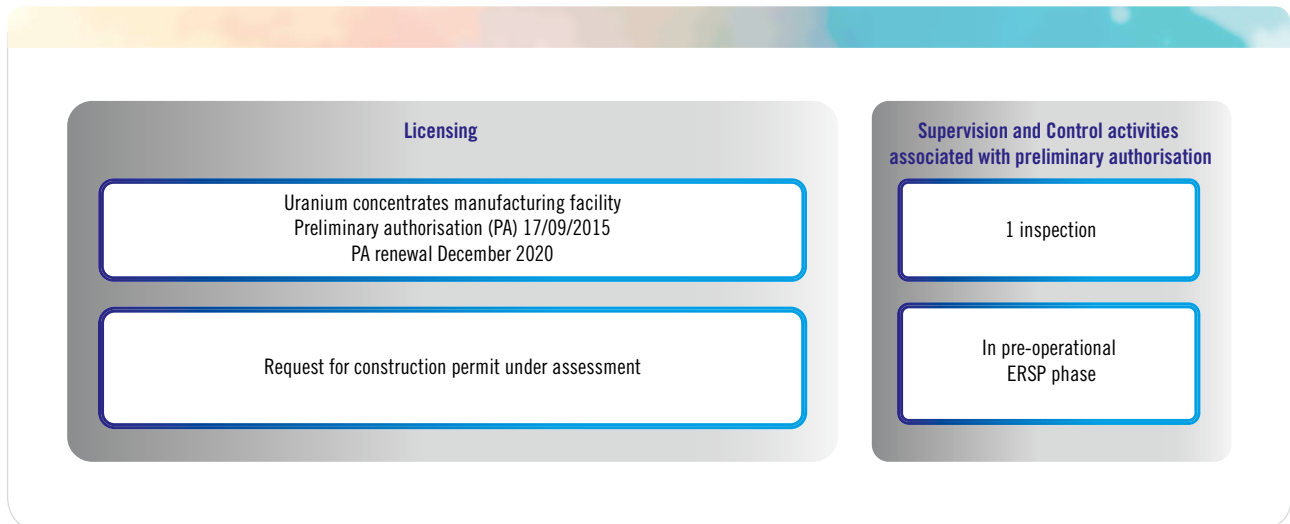 Licensing
Uranium concentrates manufacturing facility
Preliminary authorisation (PA) 17/09/2015
PA renewal December 2020
Request for construction permit under assessment
Supervision and Control activities
associated with preliminary authorisation
1 inspection
In pre-operational
ERSP phase